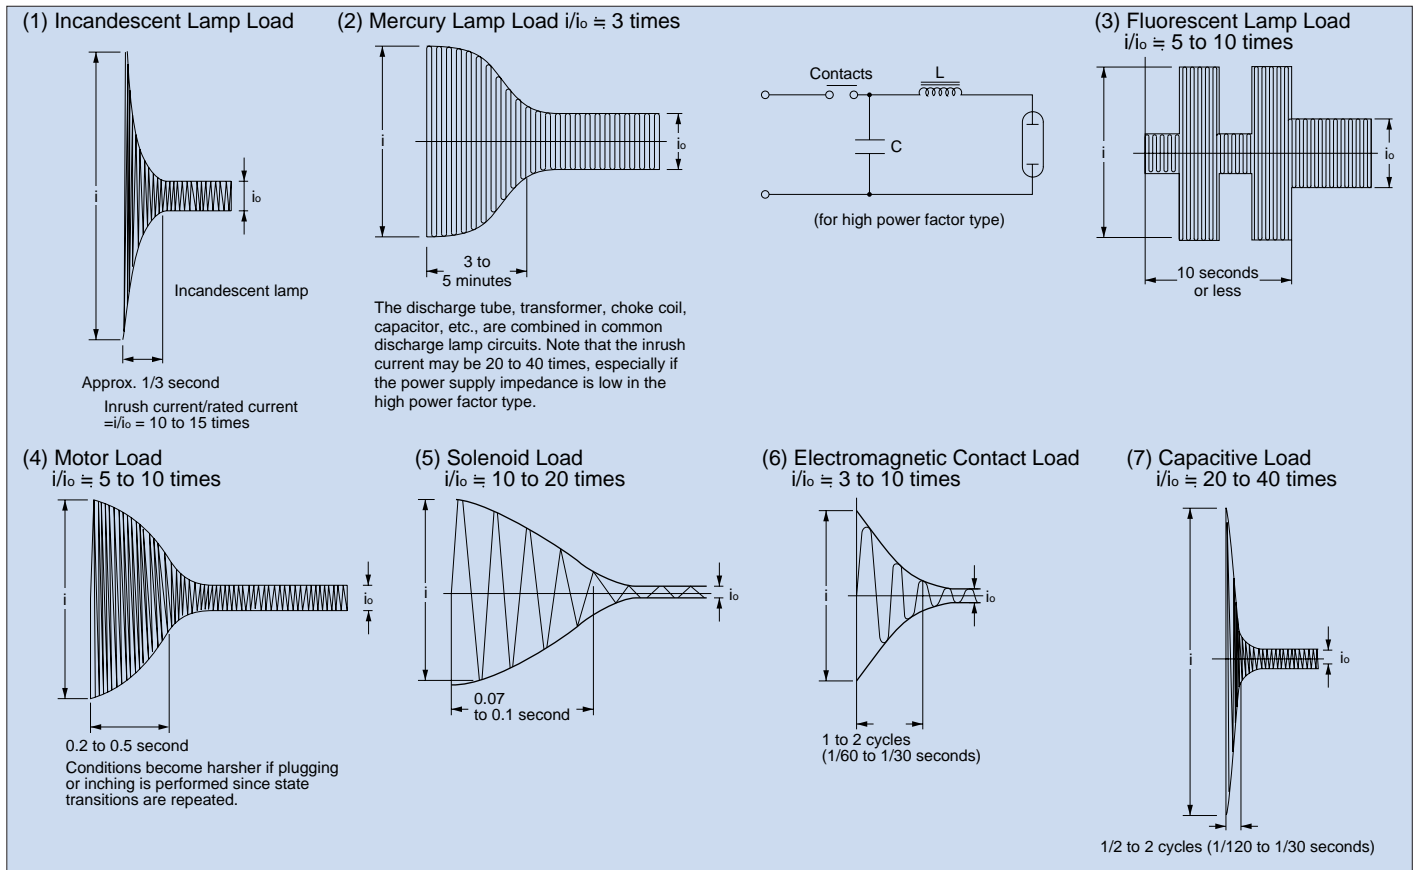 (1) Incandescent Lamp Load
i
io
Incandescent lamp
Approx. 1/3 second
Inrush current/rated current
=i/io = 10 to 15 times
(2) Mercury Lamp Load i/io ≒ 3 times
i
io
3 to
5 minutes
The discharge tube, transformer, choke coil,
capacitor, etc., are combined in common
discharge lamp circuits. Note that the inrush
current may be 20 to 40 times, especially if
the power supply impedance is low in the
high power factor type.
Contacts
L
C
(for high power factor type)
(3) Fluorescent Lamp Load
i/io ≒ 5 to 10 times
i
io
10 seconds
or less
(4) Motor Load
i/io ≒ 5 to 10 times
i
io
0.2 to 0.5 second
Conditions become harsher if plugging
or inching is performed since state
transitions are repeated.
(5) Solenoid Load
i/io ≒ 10 to 20 times
i
io
0.07
to 0.1 second
(6) Electromagnetic Contact Load
i/io ≒ 3 to 10 times
i
io
1 to 2 cycles
(1/60 to 1/30 seconds)
(7) Capacitive Load
i/io ≒ 20 to 40 times
i
io
1/2 to 2 cycles (1/120 to 1/30 seconds)